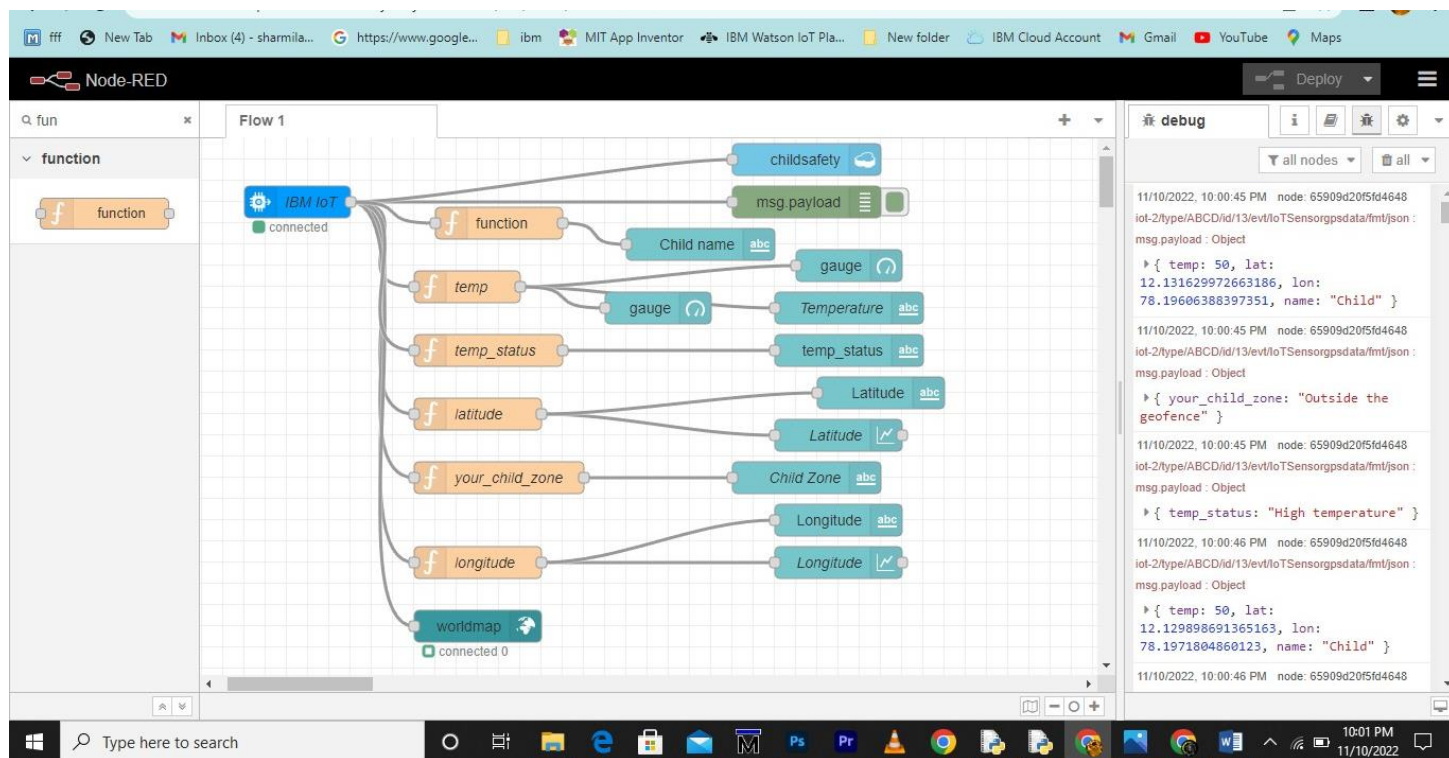 fff New Tab Inbox (4) - sharmila... https://www.google... ibm MIT App Inventor IBM Watson IoT Pla... New folder IBM Cloud Account Gmail YouTube Maps
Node-RED Deploy
fun
function
function
Flow 1
IBM IoT
connected
childsafety
msg.payload
function
Child name abc
temp
gauge
gauge
Temperature abc
temp_status
temp_status abc
latitude
Latitude abc
Latitude
your_child_zone
Child Zone abc
Longitude abc
longitude
Longitude
worldmap
connected 0
debug
all nodes all
11/10/2022, 10:00:45 PM node: 65909d20f5fd4648
iot-2/type/ABCD/id/13/evt/IoTSensorgpsdata/fmt/json :
msg.payload : Object
{ temp: 50, lat:
12.131629972663186, lon:
78.19606388397351, name: "Child" }
11/10/2022, 10:00:45 PM node: 65909d20f5fd4648
iot-2/type/ABCD/id/13/evt/IoTSensorgpsdata/fmt/json :
msg.payload : Object
{ your_child_zone: "Outside the
geofence" }
11/10/2022, 10:00:45 PM node: 65909d20f5fd4648
iot-2/type/ABCD/id/13/evt/IoTSensorgpsdata/fmt/json :
msg.payload : Object
{ temp_status: "High temperature" }
11/10/2022, 10:00:46 PM node: 65909d20f5fd4648
iot-2/type/ABCD/id/13/evt/IoTSensorgpsdata/fmt/json :
msg.payload : Object
{ temp: 50, lat:
12.129898691365163, lon:
78.1971804860123, name: "Child" }
11/10/2022, 10:00:46 PM node: 65909d20f5fd4648
Type here to search
Ps Pr
10:01 PM
11/10/2022